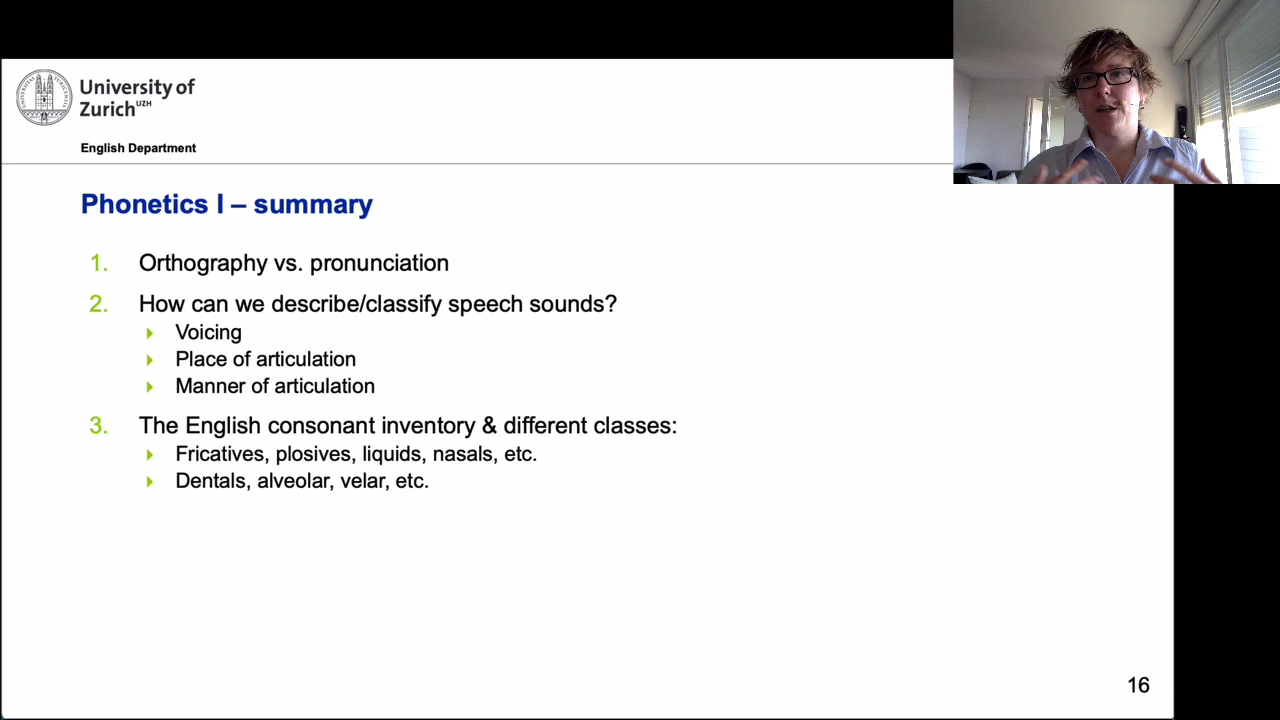 University of
Zurich UZH
English Department
Phonetics I – summary
1. Orthography vs. pronunciation
2. How can we describe/classify speech sounds?
Voicing
Place of articulation
Manner of articulation
3. The English consonant inventory & different classes:
Fricatives, plosives, liquids, nasals, etc.
Dentals, alveolar, velar, etc.
16